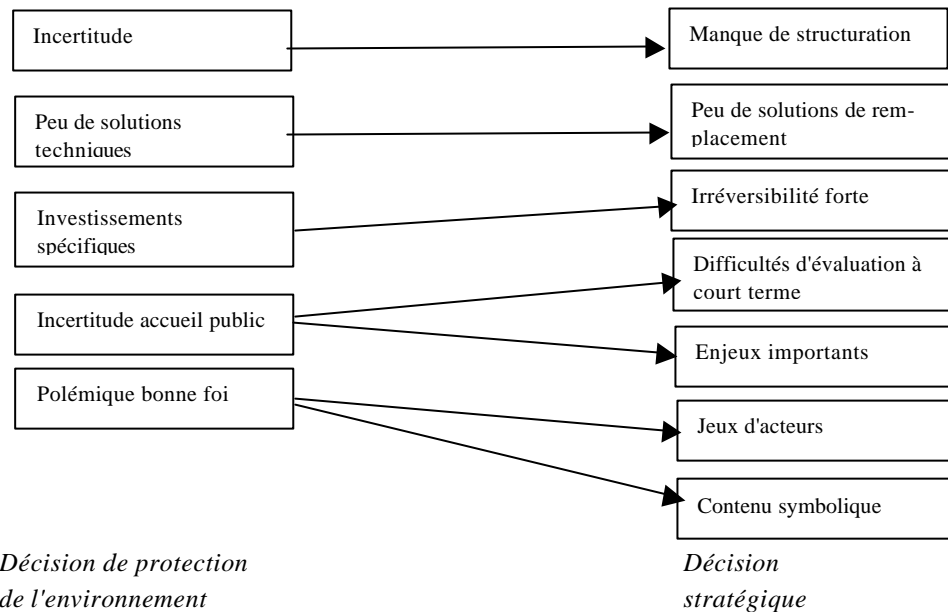 Incertitude
Manque de structuration
Peu de solutions
techniques
Peu de solutions de rem-
placement
Investissements
spécifiques
Irréversibilité forte
Difficultés d'évaluation à
court terme
Incertitude accueil public
Enjeux importants
Polémique bonne foi
Jeux d'acteurs
Contenu symbolique
Décision de protection
de l'environnement
Décision
stratégique